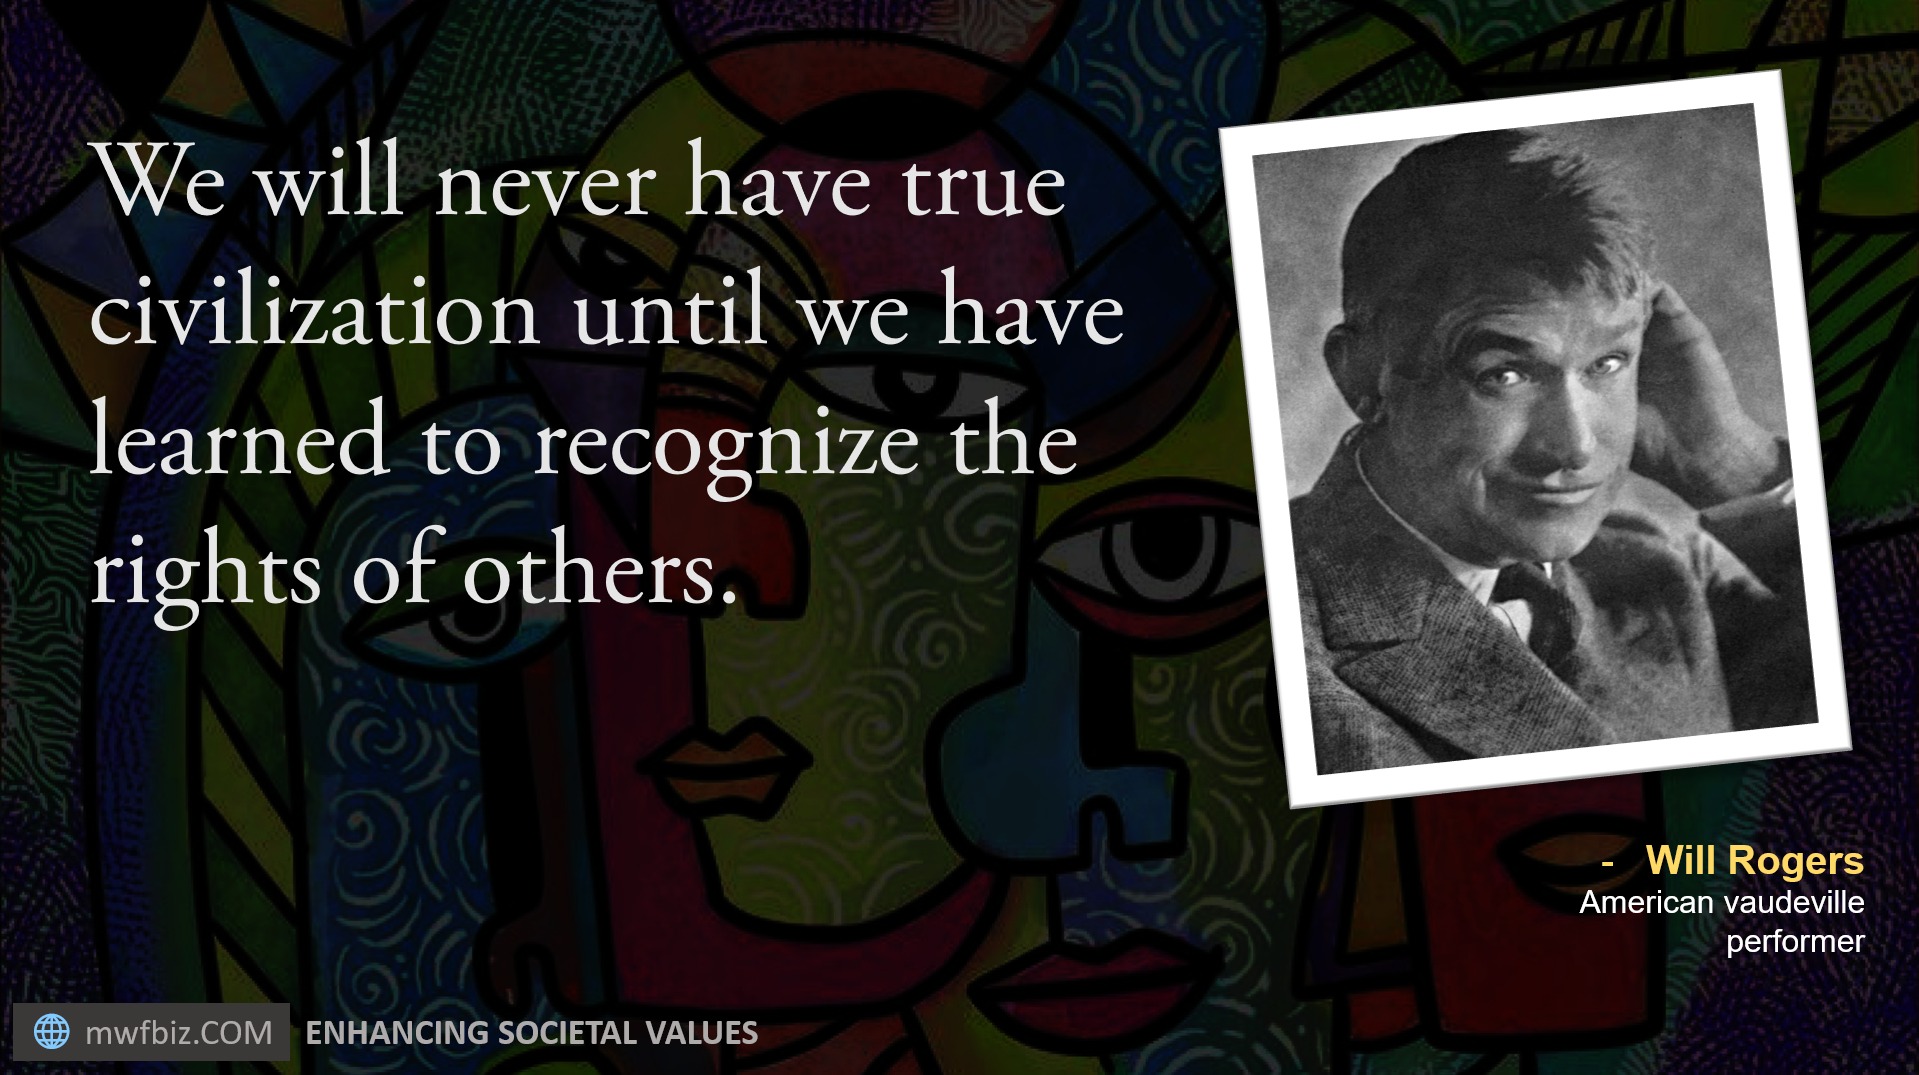 We will never have true
civilization until we have
learned to recognize the
rights of others.
- Will Rogers
American vaudeville
performer
mwfbiz.COM
ENHANCING SOCIETAL VALUES